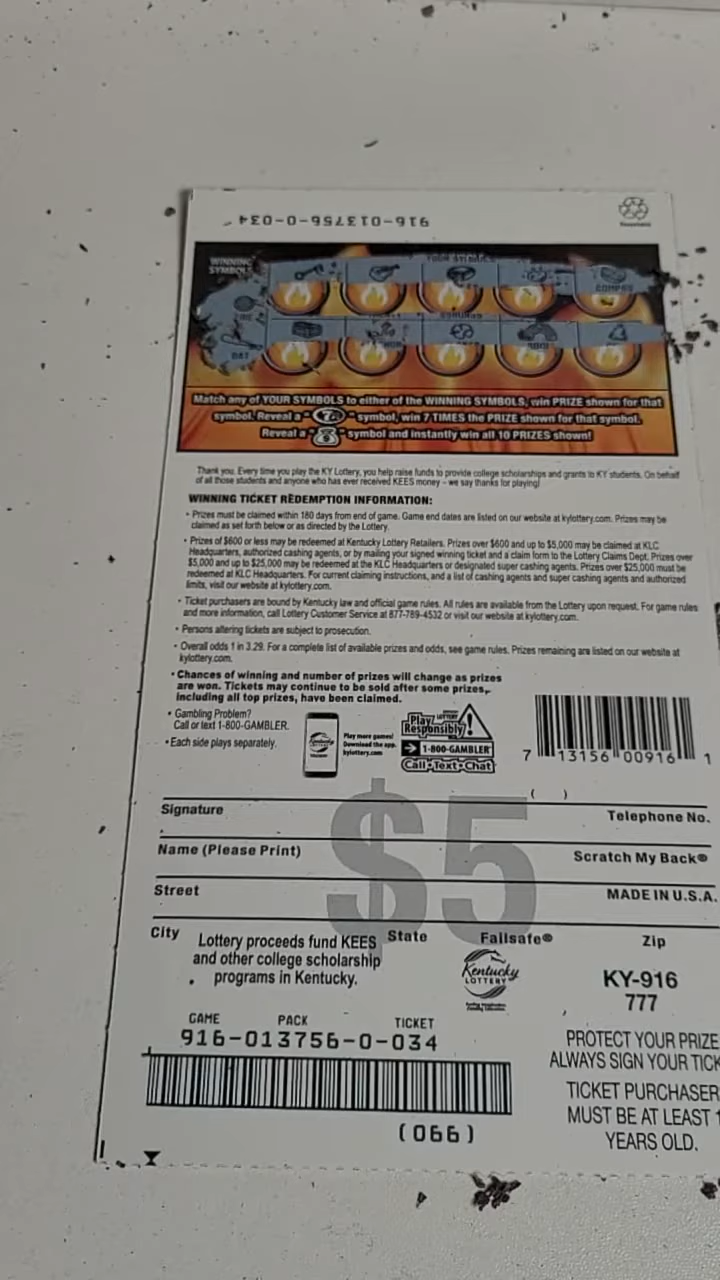 916-013756-0-034
WINNING
SYMBOLS
YOUR SYMBOLS
COMPAS
BAT
Match any of YOUR SYMBOLS to either of the WINNING SYMBOLS, win PRIZE shown for that
symbol. Reveal a "7" symbol, win 7 TIMES the PRIZE shown for that symbol.
Reveal a " " symbol and instantly win all 10 PRIZES shown!
Thank you. Every time you play the KY Lottery, you help raise funds to provide college scholarships and grants to KY students. On behalf
of all those students and anyone who has ever received KEES money – we say thanks for playing!
WINNING TICKET REDEMPTION INFORMATION:
• Prizes must be claimed within 180 days from end of game. Game end dates are listed on our website at kylottery.com. Prizes may be
claimed as set forth below or as directed by the Lottery.
• Prizes of $600 or less may be redeemed at Kentucky Lottery Retailers. Prizes over $600 and up to $5,000 may be claimed at KLC
Headquarters, authorized cashing agents, or by mailing your signed winning ticket and a claim form to the Lottery Claims Dept. Prizes over
$5,000 and up to $25,000 may be redeemed at the KLC Headquarters or designated super cashing agents. Prizes over $25,000 must be
redeemed at KLC Headquarters. For current claiming instructions, and a list of cashing agents and super cashing agents and authorized
limits, visit our website at kylottery.com.
• Ticket purchasers are bound by Kentucky law and official game rules. All rules are available from the Lottery upon request. For game rules
and more information, call Lottery Customer Service at 877-789-4532 or visit our website at kylottery.com.
• Persons altering tickets are subject to prosecution.
• Overall odds 1 in 3.29. For a complete list of available prizes and odds, see game rules. Prizes remaining are listed on our website at
kylottery.com.
• Chances of winning and number of prizes will change as prizes
are won. Tickets may continue to be sold after some prizes,
including all top prizes, have been claimed.
• Gambling Problem?
Call or text 1-800-GAMBLER.
• Each side plays separately.
Play more games!
Download the app.
kylottery.com
Play
Responsibly
1-800-GAMBLER
Call•Text•Chat
7 13156 00916 1
$5
( )
Signature
Telephone No.
Name (Please Print)
Scratch My Back®
Street
MADE IN U.S.A.
City
State
Failsafe®
Zip
Lottery proceeds fund KEES
and other college scholarship
programs in Kentucky.
Kentucky
LOTTERY
KY-916
777
GAME PACK TICKET
916-013756-0-034
(066)
PROTECT YOUR PRIZE
ALWAYS SIGN YOUR TICK
TICKET PURCHASER
MUST BE AT LEAST 1
YEARS OLD.